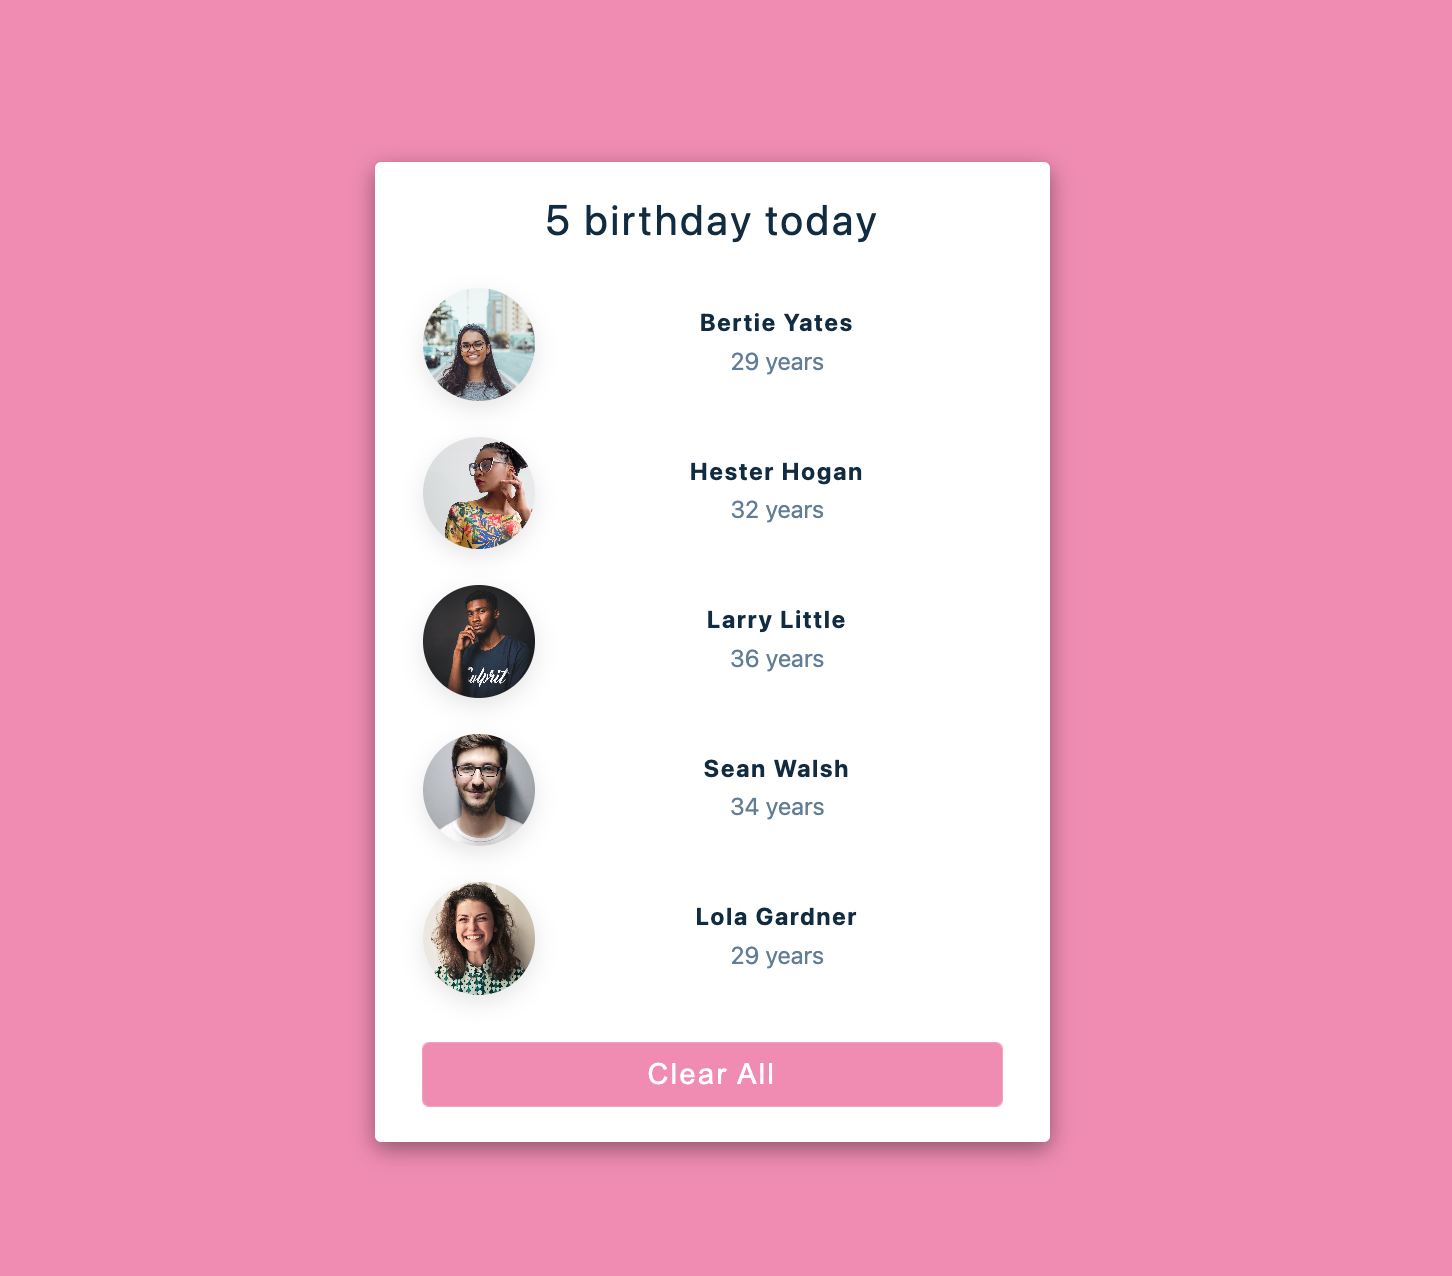 5 birthday today
Bertie Yates
29 years
Hester Hogan
32 years
Larry Little
36 years
Culprit
Sean Walsh
34 years
Lola Gardner
29 years
Clear All